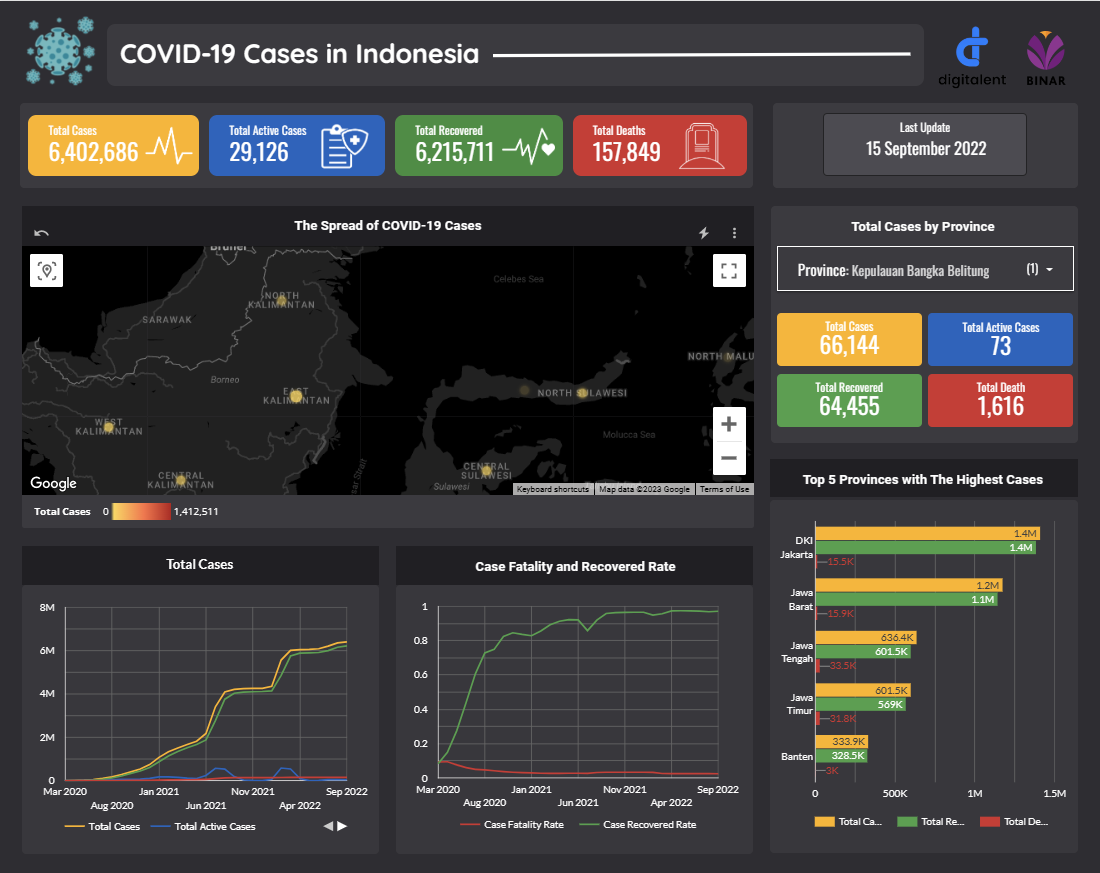 COVID-19 Cases in Indonesia
digitalent
BINAR
Total Cases
6,402,686
Total Active Cases
29,126
Total Recovered
6,215,711
Total Deaths
157,849
Last Update
15 September 2022
The Spread of COVID-19 Cases
Brunei
Celebes Sea
NORTH
KALIMANTAN
SARAWAK
NORTH MALU
Borneo
EAST
KALIMANTAN
NORTH SULAWESI
WEST
KALIMANTAN
Molucca Sea
CENTRAL
KALIMANTAN
CENTRAL
SULAWESI
Sulawesi
Google
Keyboard shortcuts
Map data ©2023 Google
Terms of Use
Total Cases 0 1,412,511
Total Cases by Province
Province: Kepulauan Bangka Belitung (1)
Total Cases
66,144
Total Active Cases
73
Total Recovered
64,455
Total Death
1,616
Top 5 Provinces with The Highest Cases
DKI
Jakarta
1.4M
1.4M
15.5K
Jawa
Barat
1.2M
1.1M
15.9K
Jawa
Tengah
636.4K
601.5K
33.5K
Jawa
Timur
601.5K
569K
31.8K
Banten
333.9K
328.5K
3K
0 500K 1M 1.5M
Total Ca... Total Re... Total De...
Total Cases
8M
6M
4M
2M
0
Mar 2020 Jan 2021 Nov 2021 Sep 2022
Aug 2020 Jun 2021 Apr 2022
Total Cases Total Active Cases
Case Fatality and Recovered Rate
1
0.8
0.6
0.4
0.2
0
Mar 2020 Jan 2021 Nov 2021 Sep 2022
Aug 2020 Jun 2021 Apr 2022
Case Fatality Rate Case Recovered Rate